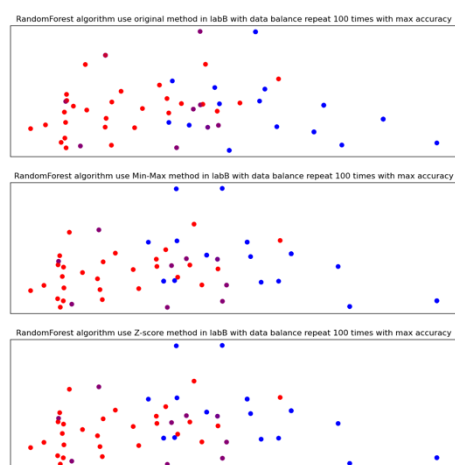 RandomForest algorithm use original method in labB with data balance repeat 100 times with max accuracy
RandomForest algorithm use Min-Max method in labB with data balance repeat 100 times with max accuracy
RandomForest algorithm use Z-score method in labB with data balance repeat 100 times with max accuracy